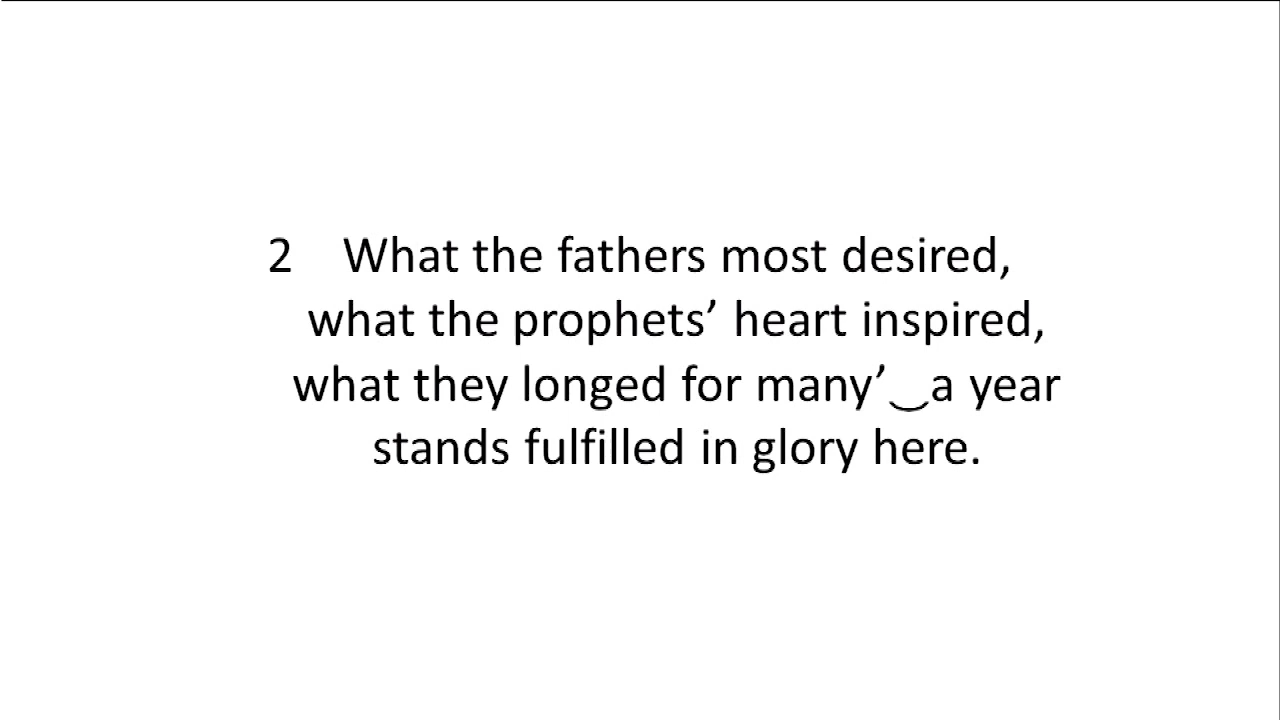 2 What the fathers most desired,
what the prophets’ heart inspired,
what they longed for many’‿a year
stands fulfilled in glory here.